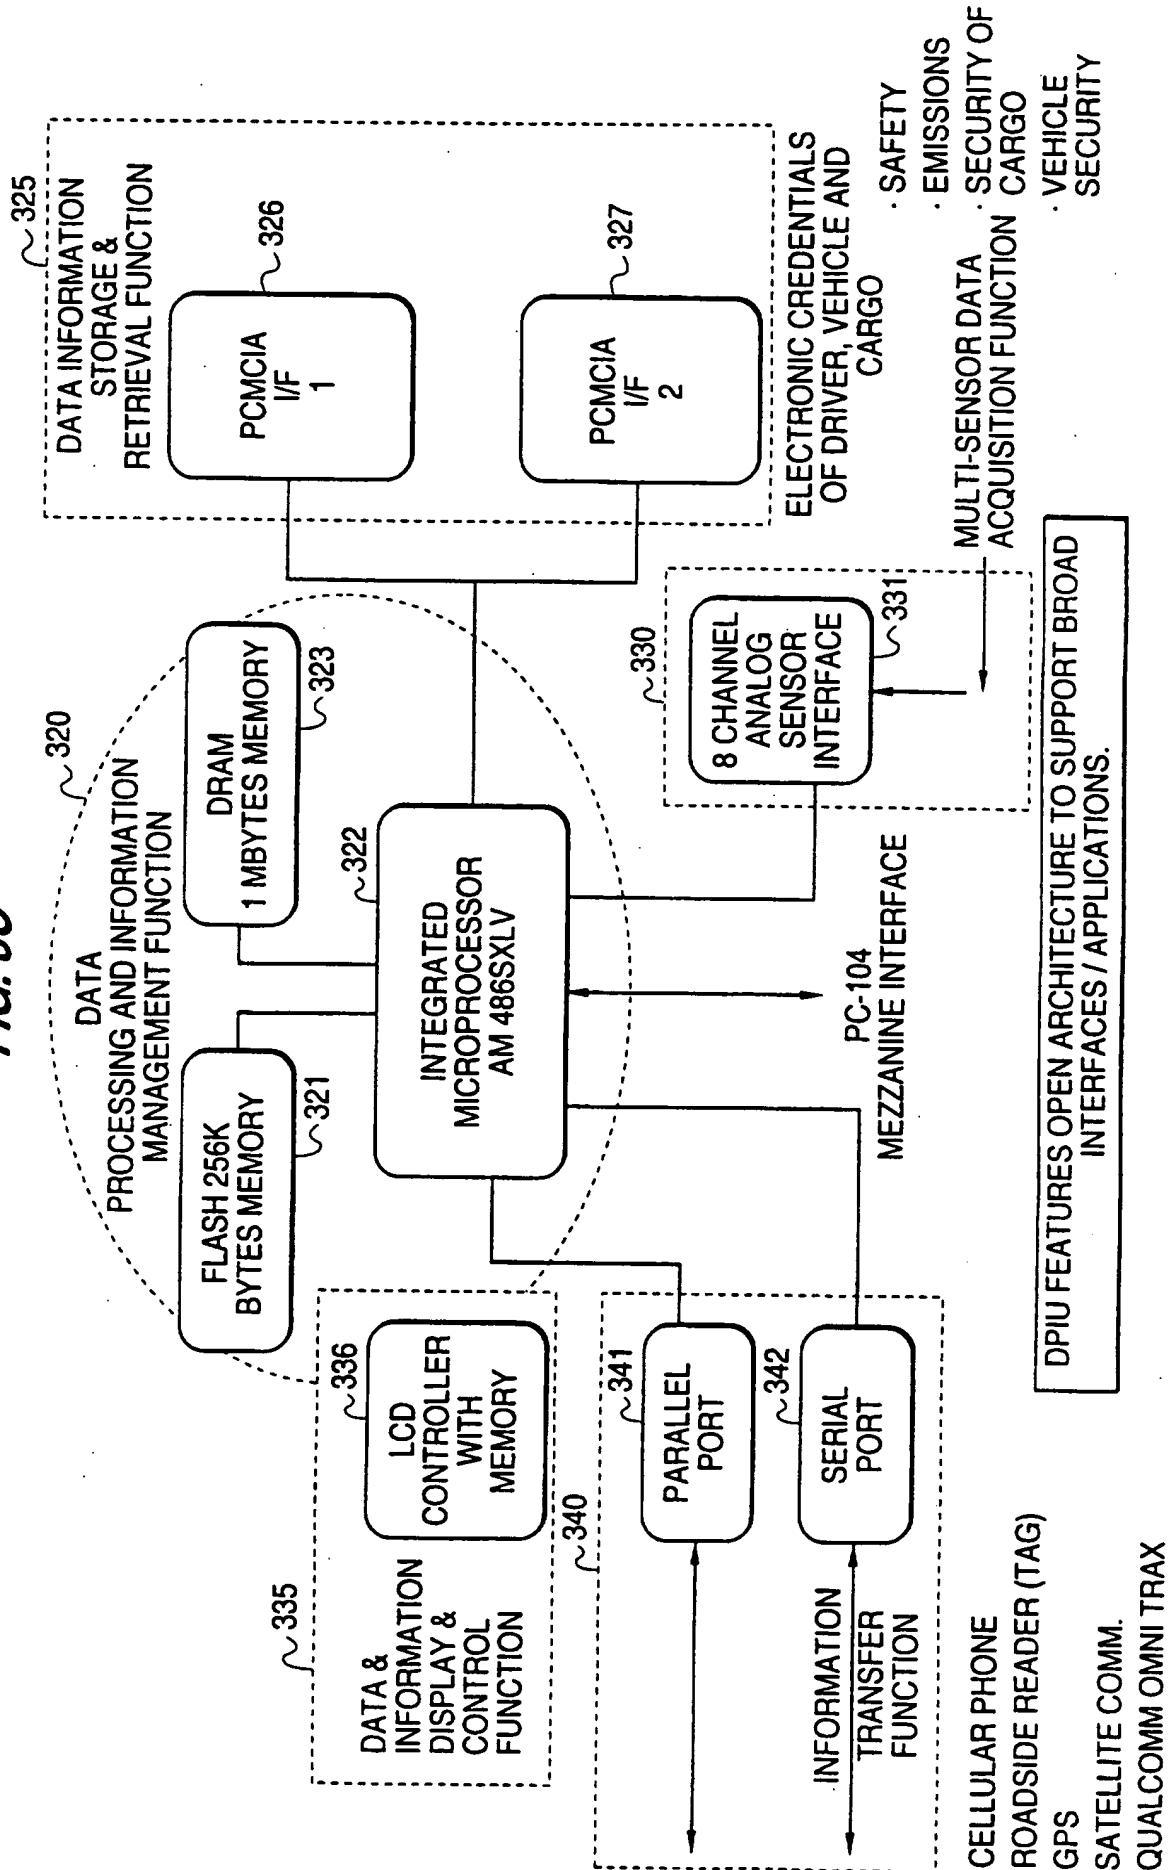 FIG.
320
DATA
PROCESSING AND INFORMATION
MANAGEMENT FUNCTION
FLASH 256K
BYTES MEMORY
321
DRAM
1 MBYTES MEMORY
323
322
INTEGRATED
MICROPROCESSOR
AM 486SXLV
325
DATA INFORMATION
STORAGE &
RETRIEVAL FUNCTION
PCMCIA
I/F
1
326
PCMCIA
I/F
2
327
ELECTRONIC CREDENTIALS
OF DRIVER, VEHICLE AND
CARGO
335
DATA &
INFORMATION
DISPLAY &
CONTROL
FUNCTION
336
LCD
CONTROLLER
WITH
MEMORY
340
341
PARALLEL
PORT
342
SERIAL
PORT
INFORMATION
TRANSFER
FUNCTION
PC-104
MEZZANINE INTERFACE
330
8 CHANNEL
ANALOG
SENSOR
INTERFACE
331
MULTI-SENSOR DATA
ACQUISITION FUNCTION
· SAFETY
· EMISSIONS
· SECURITY OF
CARGO
· VEHICLE
SECURITY
CELLULAR PHONE
ROADSIDE READER (TAG)
GPS
SATELLITE COMM.
QUALCOMM OMNI TRAX
DPIU FEATURES OPEN ARCHITECTURE TO SUPPORT BROAD
INTERFACES / APPLICATIONS.